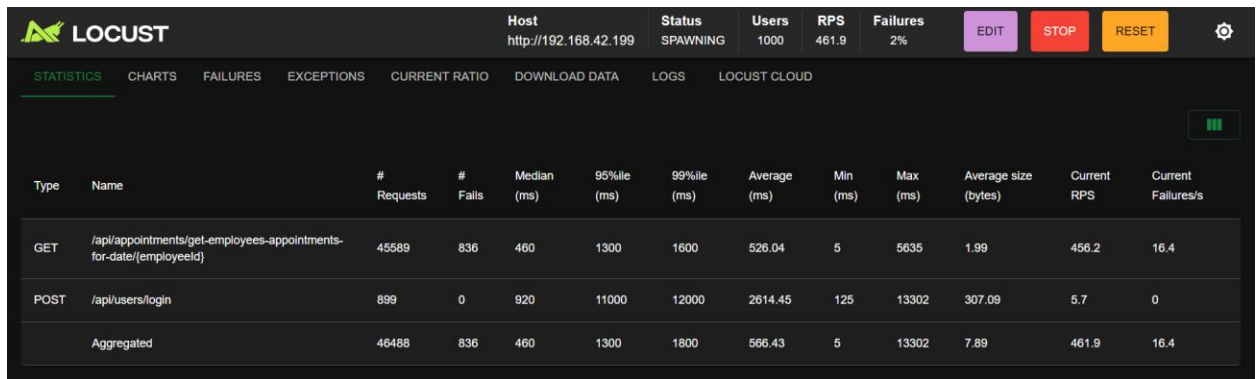 LOCUST
Host Status Users RPS Failures
http://192.168.42.199 SPAWNING 1000 461.9 2%
EDIT STOP RESET
STATISTICS CHARTS FAILURES EXCEPTIONS CURRENT RATIO DOWNLOAD DATA LOGS LOCUST CLOUD
Type Name # Requests # Fails Median (ms) 95%ile (ms) 99%ile (ms) Average (ms) Min (ms) Max (ms) Average size (bytes) Current RPS Current Failures/s
GET /api/appointments/get-employees-appointments-for-date/{employeeId} 45589 836 460 1300 1600 526.04 5 5635 1.99 456.2 16.4
POST /api/users/login 899 0 920 11000 12000 2614.45 125 13302 307.09 5.7 0
Aggregated 46488 836 460 1300 1800 566.43 5 13302 7.89 461.9 16.4